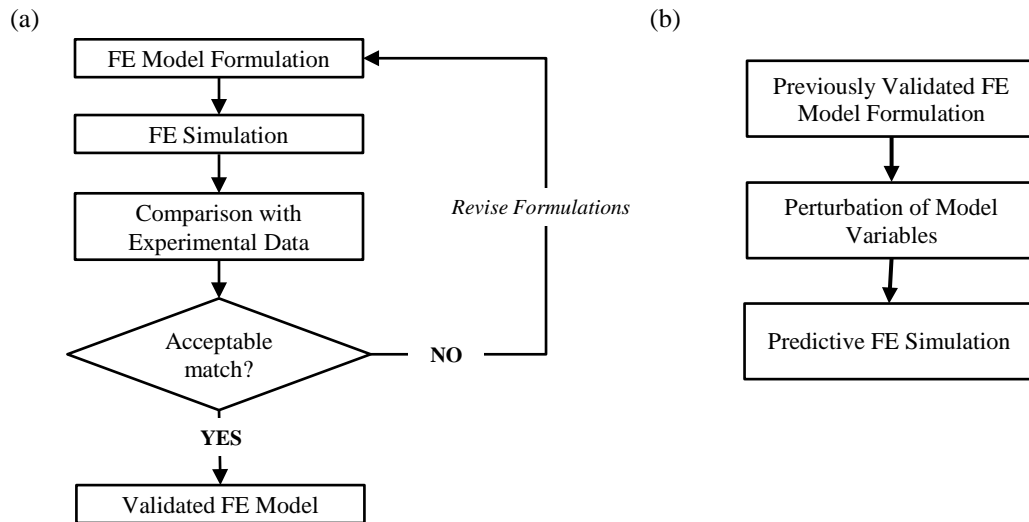 (a)
FE Model Formulation
FE Simulation
Comparison with
Experimental Data
Revise Formulations
Acceptable
match?
NO
YES
Validated FE Model
(b)
Previously Validated FE
Model Formulation
Perturbation of Model
Variables
Predictive FE Simulation